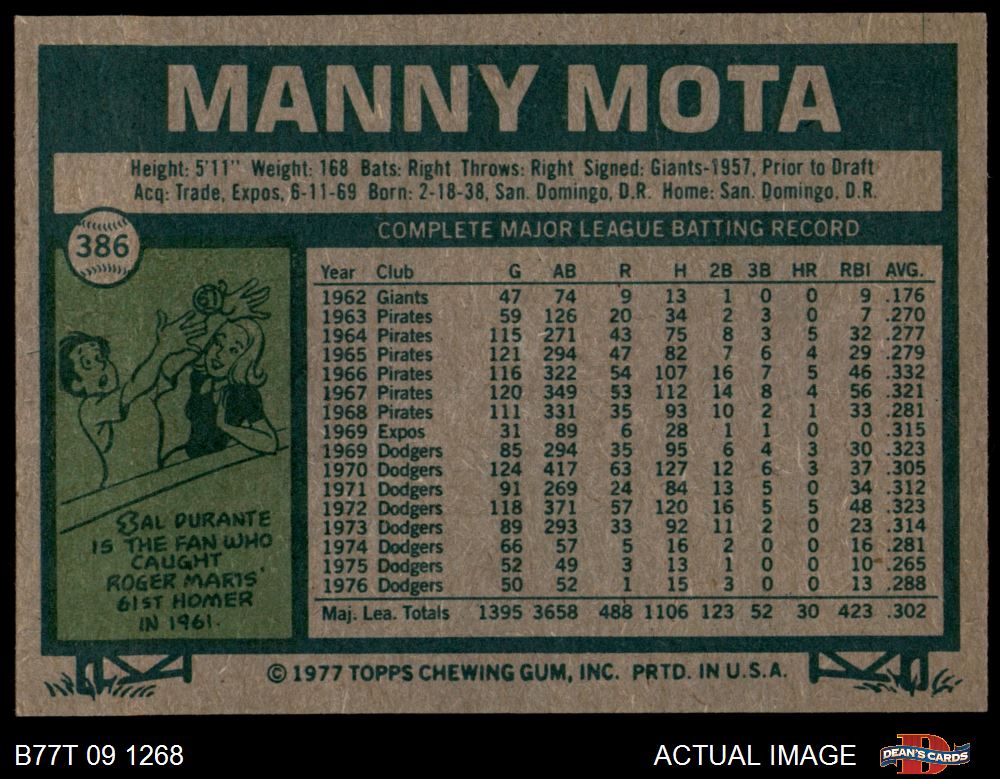 MANNY MOTA
Height: 5'11" Weight: 168 Bats: Right Throws: Right Signed: Giants-1957, Prior to Draft
Acq: Trade, Expos, 6-11-69 Born: 2-18-38, San. Domingo, D.R. Home: San. Domingo, D.R.
386
COMPLETE MAJOR LEAGUE BATTING RECORD
Year Club G AB R H 2B 3B HR RBI AVG.
1962 Giants 47 74 9 13 1 0 0 9 .176
1963 Pirates 59 126 20 34 2 3 0 7 .270
1964 Pirates 115 271 43 75 8 3 5 32 .277
1965 Pirates 121 294 47 82 7 6 4 29 .279
1966 Pirates 116 322 54 107 16 7 5 46 .332
1967 Pirates 120 349 53 112 14 8 4 56 .321
1968 Pirates 111 331 35 93 10 2 1 33 .281
1969 Expos 31 89 6 28 1 1 0 0 .315
1969 Dodgers 85 294 35 95 6 4 3 30 .323
1970 Dodgers 124 417 63 127 12 6 3 37 .305
1971 Dodgers 91 269 24 84 13 5 0 34 .312
1972 Dodgers 118 371 57 120 16 5 5 48 .323
1973 Dodgers 89 293 33 92 11 2 0 23 .314
1974 Dodgers 66 57 5 16 2 0 0 16 .281
1975 Dodgers 52 49 3 13 1 0 0 10 .265
1976 Dodgers 50 52 1 15 3 0 0 13 .288
Maj. Lea. Totals 1395 3658 488 1106 123 52 30 423 .302
61
SAL DURANTE
IS THE FAN WHO
CAUGHT
ROGER MARIS'
61ST HOMER
IN 1961.
© 1977 TOPPS CHEWING GUM, INC. PRTD. IN U.S.A.
B77T 09 1268
ACTUAL IMAGE
DEAN'S CARDS